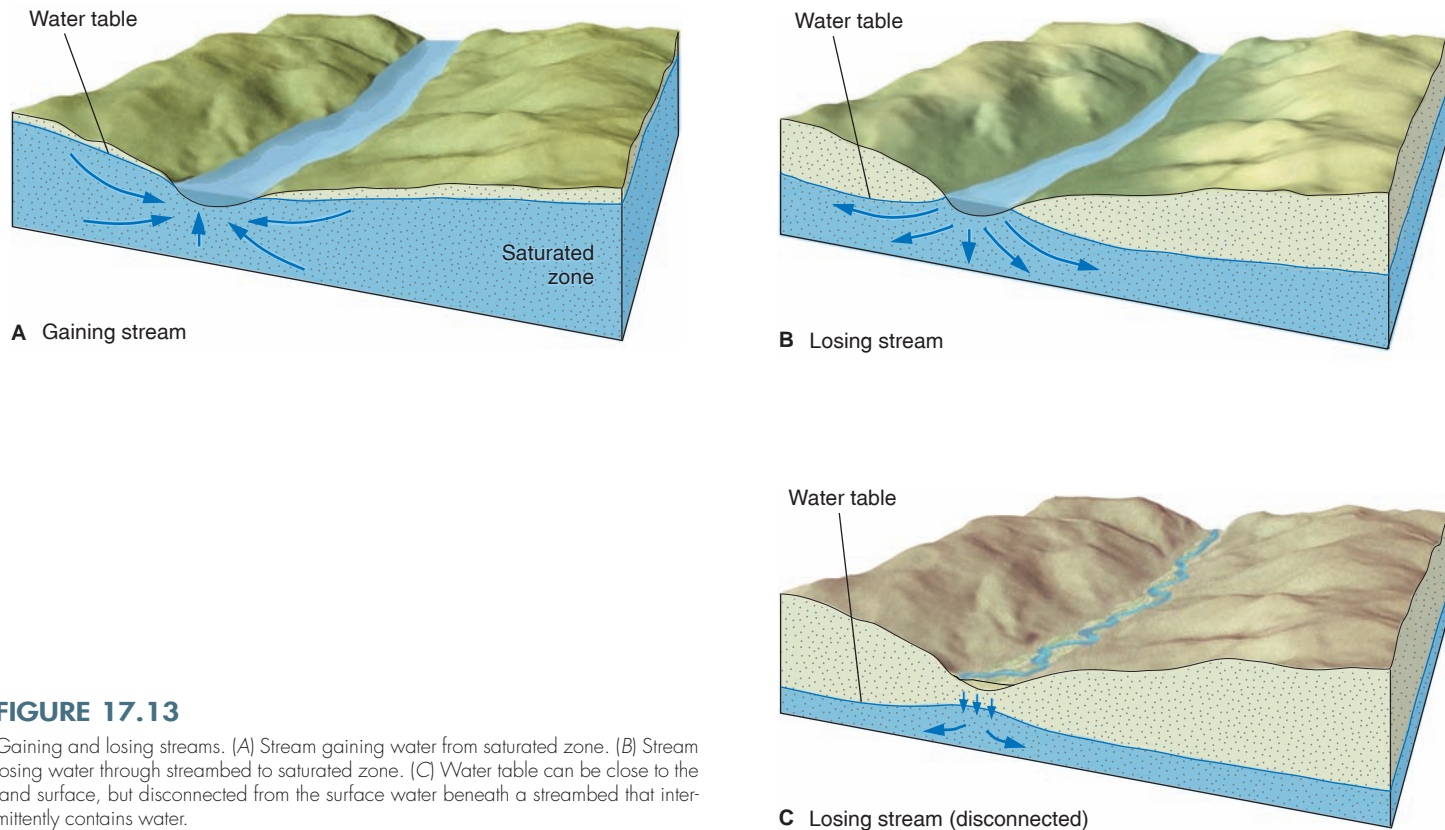 Water table
Saturated
zone
A Gaining stream
Water table
B Losing stream
Water table
C Losing stream (disconnected)
FIGURE 17.13
Gaining and losing streams. (A) Stream gaining water from saturated zone. (B) Stream
losing water through streambed to saturated zone. (C) Water table can be close to the
land surface, but disconnected from the surface water beneath a streambed that inter-
mittently contains water.